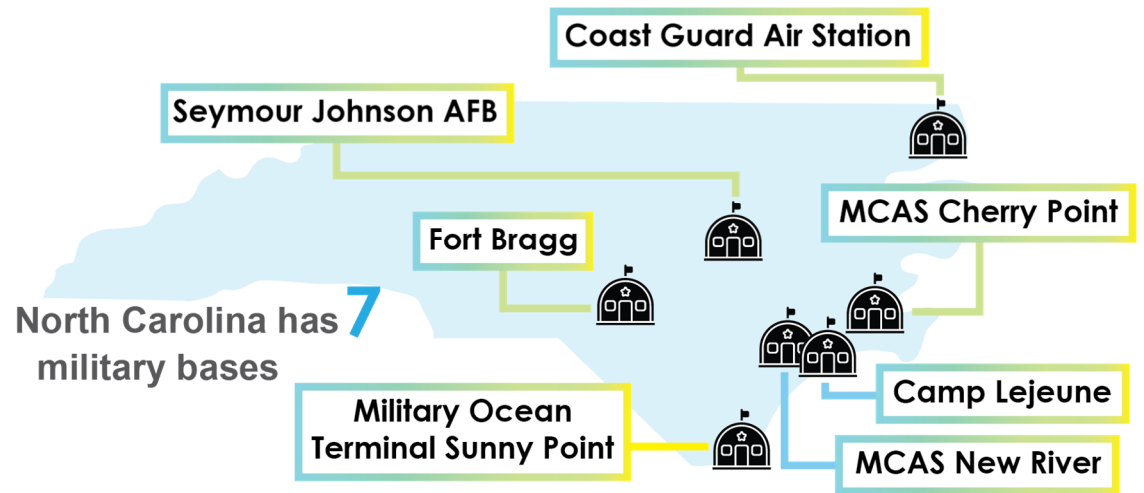 Coast Guard Air Station
Seymour Johnson AFB
MCAS Cherry Point
Fort Bragg
North Carolina has 7
military bases
Camp Lejeune
Military Ocean
Terminal Sunny Point
MCAS New River